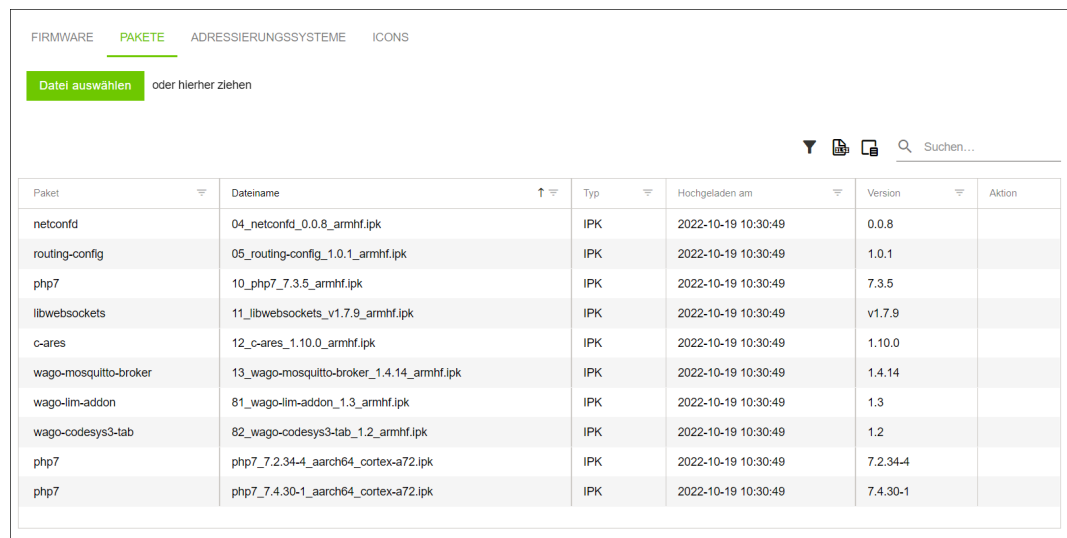 FIRMWARE PAKETE ADRESSIERUNGSSYSTEME ICONS
Datei auswählen oder hierher ziehen
XLSX Suchen...
Paket Dateiname Typ Hochgeladen am Version Aktion
netconfd 04_netconfd_0.0.8_armhf.ipk IPK 2022-10-19 10:30:49 0.0.8
routing-config 05_routing-config_1.0.1_armhf.ipk IPK 2022-10-19 10:30:49 1.0.1
php7 10_php7_7.3.5_armhf.ipk IPK 2022-10-19 10:30:49 7.3.5
libwebsockets 11_libwebsockets_v1.7.9_armhf.ipk IPK 2022-10-19 10:30:49 v1.7.9
c-ares 12_c-ares_1.10.0_armhf.ipk IPK 2022-10-19 10:30:49 1.10.0
wago-mosquitto-broker 13_wago-mosquitto-broker_1.4.14_armhf.ipk IPK 2022-10-19 10:30:49 1.4.14
wago-lim-addon 81_wago-lim-addon_1.3_armhf.ipk IPK 2022-10-19 10:30:49 1.3
wago-codesys3-tab 82_wago-codesys3-tab_1.2_armhf.ipk IPK 2022-10-19 10:30:49 1.2
php7 php7_7.2.34-4_aarch64_cortex-a72.ipk IPK 2022-10-19 10:30:49 7.2.34-4
php7 php7_7.4.30-1_aarch64_cortex-a72.ipk IPK 2022-10-19 10:30:49 7.4.30-1